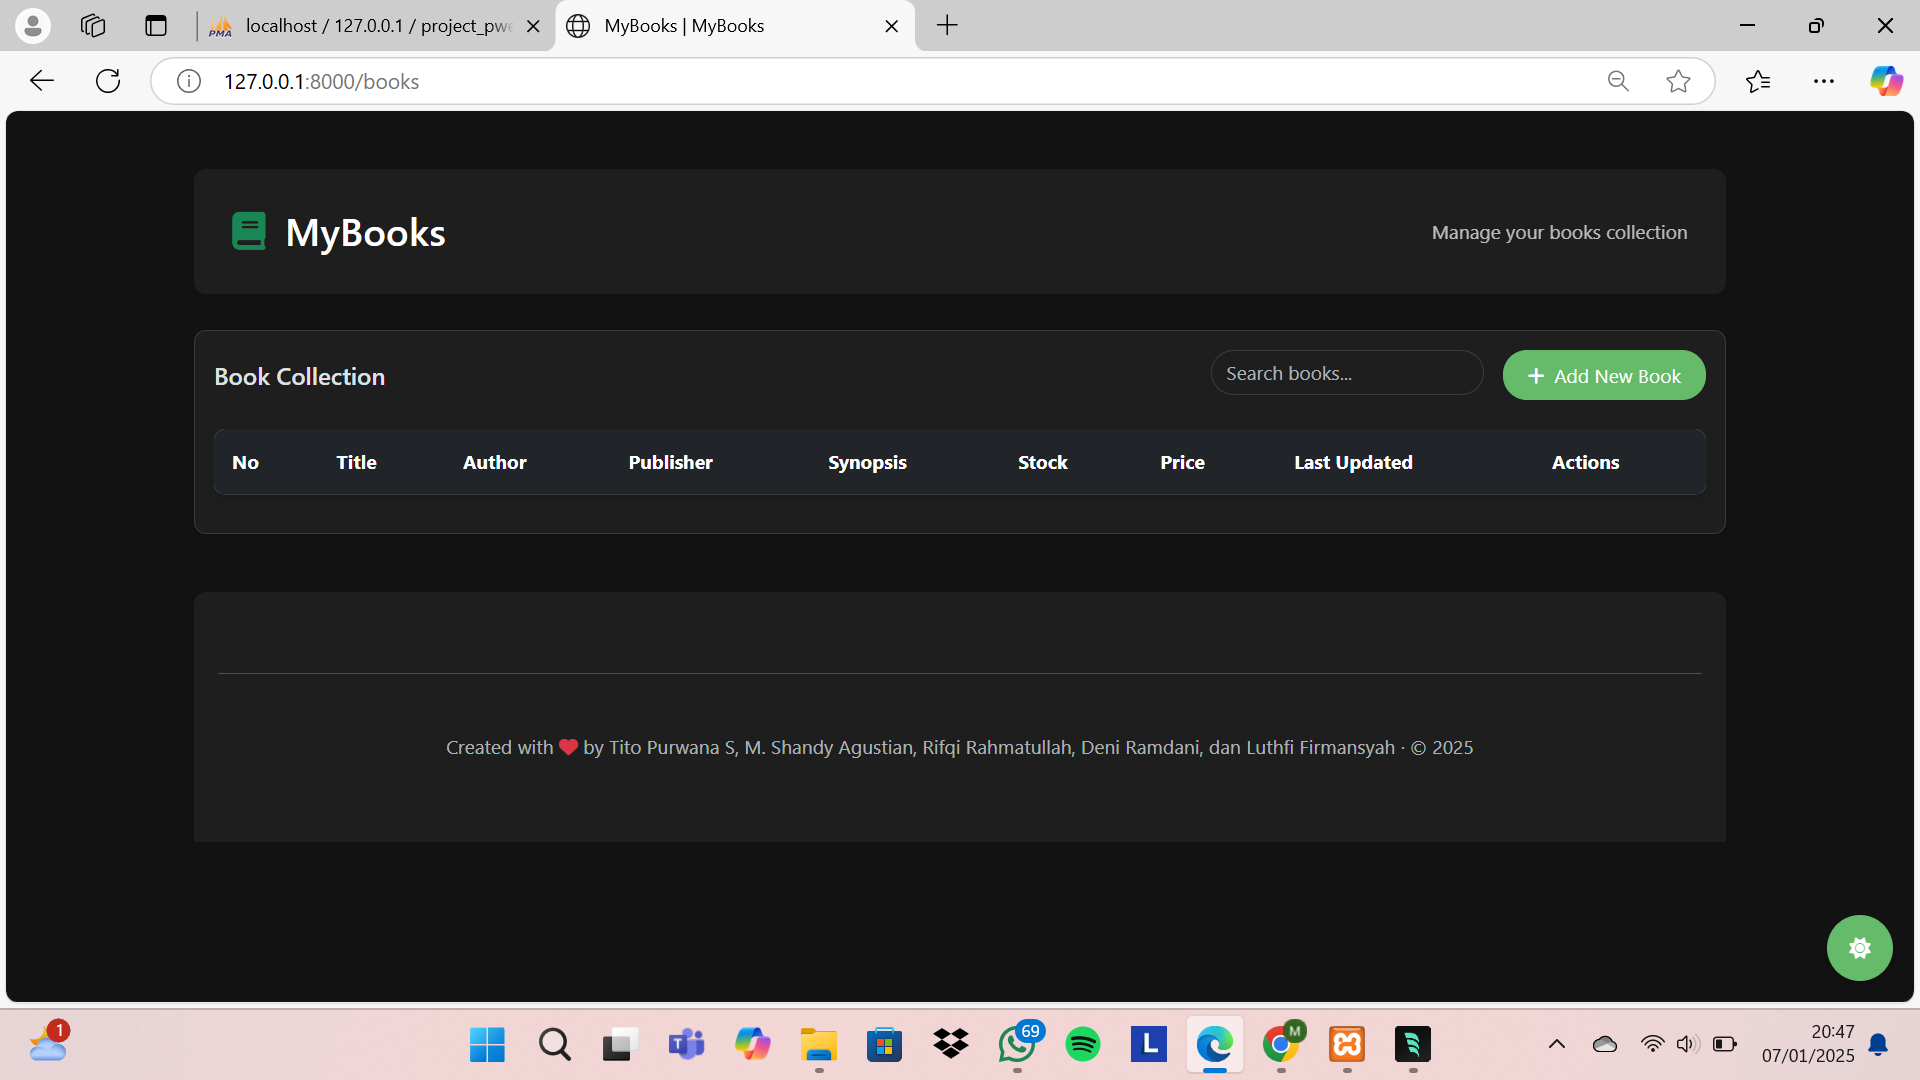 PMA localhost / 127.0.0.1 / project_pw
MyBooks | MyBooks
127.0.0.1:8000/books
MyBooks
Manage your books collection
Book Collection
Search books...
+ Add New Book
No Title Author Publisher Synopsis Stock Price Last Updated Actions
Created with ❤ by Tito Purwana S, M. Shandy Agustian, Rifqi Rahmatullah, Deni Ramdani, dan Luthfi Firmansyah · © 2025
1
T
69
L
M
20:47
07/01/2025